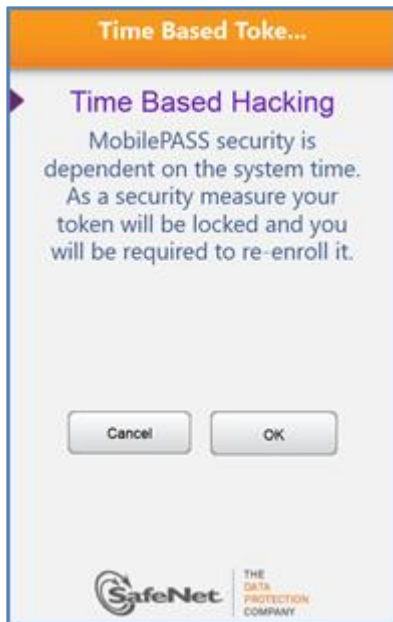 Time Based Toke...
Time Based Hacking
MobilePASS security is
dependent on the system time.
As a security measure your
token will be locked and you
will be required to re-enroll it.
Cancel OK
SafeNet
THE
DATA
PROTECTION
COMPANY